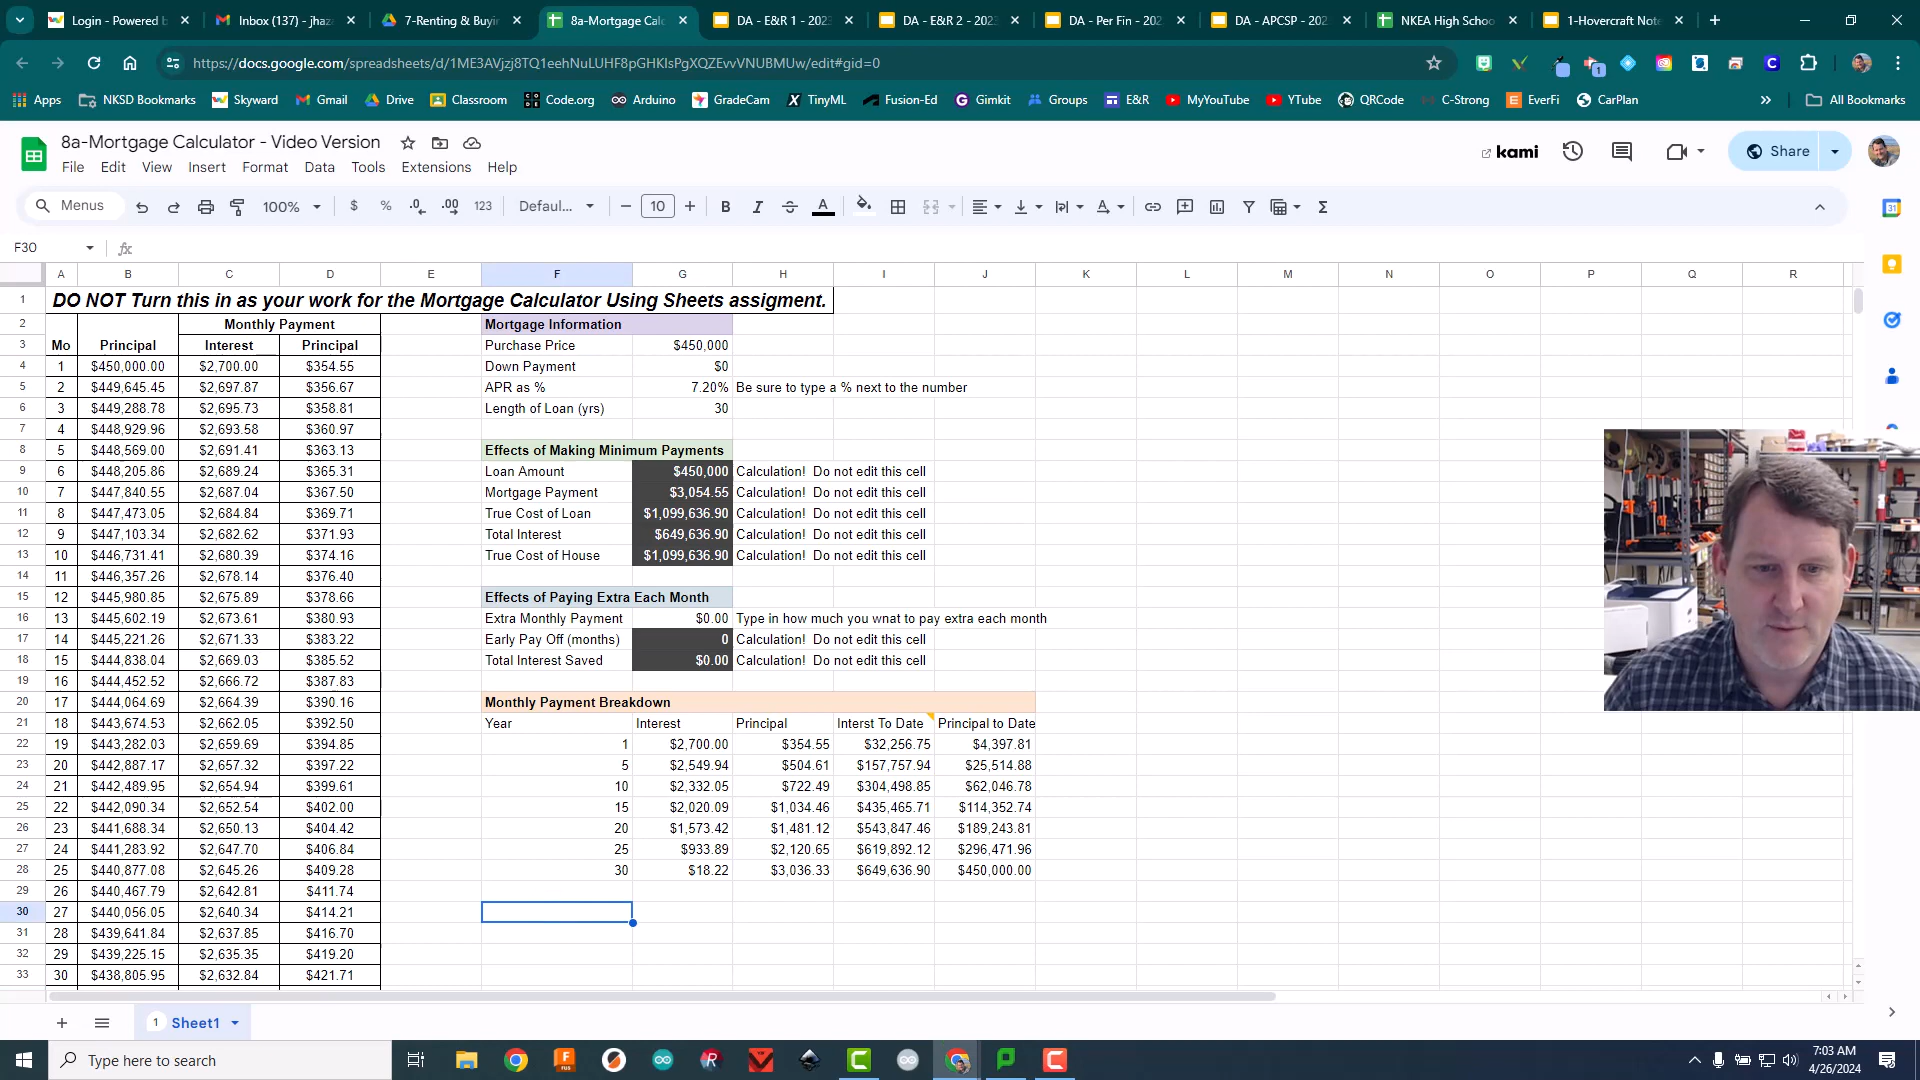 Login - Powered b
Inbox (137) - jhaz
7-Renting & Buyi
8a-Mortgage Calc
DA - E&R 1 - 2023
DA - E&R 2 - 2023
DA - Per Fin - 202
DA - APCSP - 202
NKEA High Schoo
1-Hovercraft Note
https://docs.google.com/spreadsheets/d/1ME3AVjzj8TQ1eehNuLUHF8pGHKlsPgXQZEvvVNUBMUw/edit#gid=0
Apps
NKSD Bookmarks
Skyward
Gmail
Drive
Classroom
Code.org
Arduino
GradeCam
TinyML
Fusion-Ed
Gimkit
Groups
E&R
MyYouTube
YTube
QRCode
C-Strong
EverFi
CarPlan
All Bookmarks
8a-Mortgage Calculator - Video Version
File Edit View Insert Format Data Tools Extensions Help
kami
Share
Menus
100%
$ % .0 .00 123
Defaul...
10
F30
A B C D E F G H I J K L M N O P Q R
1 DO NOT Turn this in as your work for the Mortgage Calculator Using Sheets assigment.
2 Monthly Payment Mortgage Information
3 Mo Principal Interest Principal Purchase Price $450,000
4 1 $450,000.00 $2,700.00 $354.55 Down Payment $0
5 2 $449,645.45 $2,697.87 $356.67 APR as % 7.20% Be sure to type a % next to the number
6 3 $449,288.78 $2,695.73 $358.81 Length of Loan (yrs) 30
7 4 $448,929.96 $2,693.58 $360.97
8 5 $448,569.00 $2,691.41 $363.13 Effects of Making Minimum Payments
9 6 $448,205.86 $2,689.24 $365.31 Loan Amount $450,000 Calculation! Do not edit this cell
10 7 $447,840.55 $2,687.04 $367.50 Mortgage Payment $3,054.55 Calculation! Do not edit this cell
11 8 $447,473.05 $2,684.84 $369.71 True Cost of Loan $1,099,636.90 Calculation! Do not edit this cell
12 9 $447,103.34 $2,682.62 $371.93 Total Interest $649,636.90 Calculation! Do not edit this cell
13 10 $446,731.41 $2,680.39 $374.16 True Cost of House $1,099,636.90 Calculation! Do not edit this cell
14 11 $446,357.26 $2,678.14 $376.40
15 12 $445,980.85 $2,675.89 $378.66 Effects of Paying Extra Each Month
16 13 $445,602.19 $2,673.61 $380.93 Extra Monthly Payment $0.00 Type in how much you wnat to pay extra each month
17 14 $445,221.26 $2,671.33 $383.22 Early Pay Off (months) 0 Calculation! Do not edit this cell
18 15 $444,838.04 $2,669.03 $385.52 Total Interest Saved $0.00 Calculation! Do not edit this cell
19 16 $444,452.52 $2,666.72 $387.83
20 17 $444,064.69 $2,664.39 $390.16 Monthly Payment Breakdown
21 18 $443,674.53 $2,662.05 $392.50 Year Interest Principal Interst To Date Principal to Date
22 19 $443,282.03 $2,659.69 $394.85 1 $2,700.00 $354.55 $32,256.75 $4,397.81
23 20 $442,887.17 $2,657.32 $397.22 5 $2,549.94 $504.61 $157,757.94 $25,514.88
24 21 $442,489.95 $2,654.94 $399.61 10 $2,332.05 $722.49 $304,498.85 $62,046.78
25 22 $442,090.34 $2,652.54 $402.00 15 $2,020.09 $1,034.46 $435,465.71 $114,352.74
26 23 $441,688.34 $2,650.13 $404.42 20 $1,573.42 $1,481.12 $543,847.46 $189,243.81
27 24 $441,283.92 $2,647.70 $406.84 25 $933.89 $2,120.65 $619,892.12 $296,471.96
28 25 $440,877.08 $2,645.26 $409.28 30 $18.22 $3,036.33 $649,636.90 $450,000.00
29 26 $440,467.79 $2,642.81 $411.74
30 27 $440,056.05 $2,640.34 $414.21
31 28 $439,641.84 $2,637.85 $416.70
32 29 $439,225.15 $2,635.35 $419.20
33 30 $438,805.95 $2,632.84 $421.71
1 Sheet1
Type here to search
7:03 AM
4/26/2024